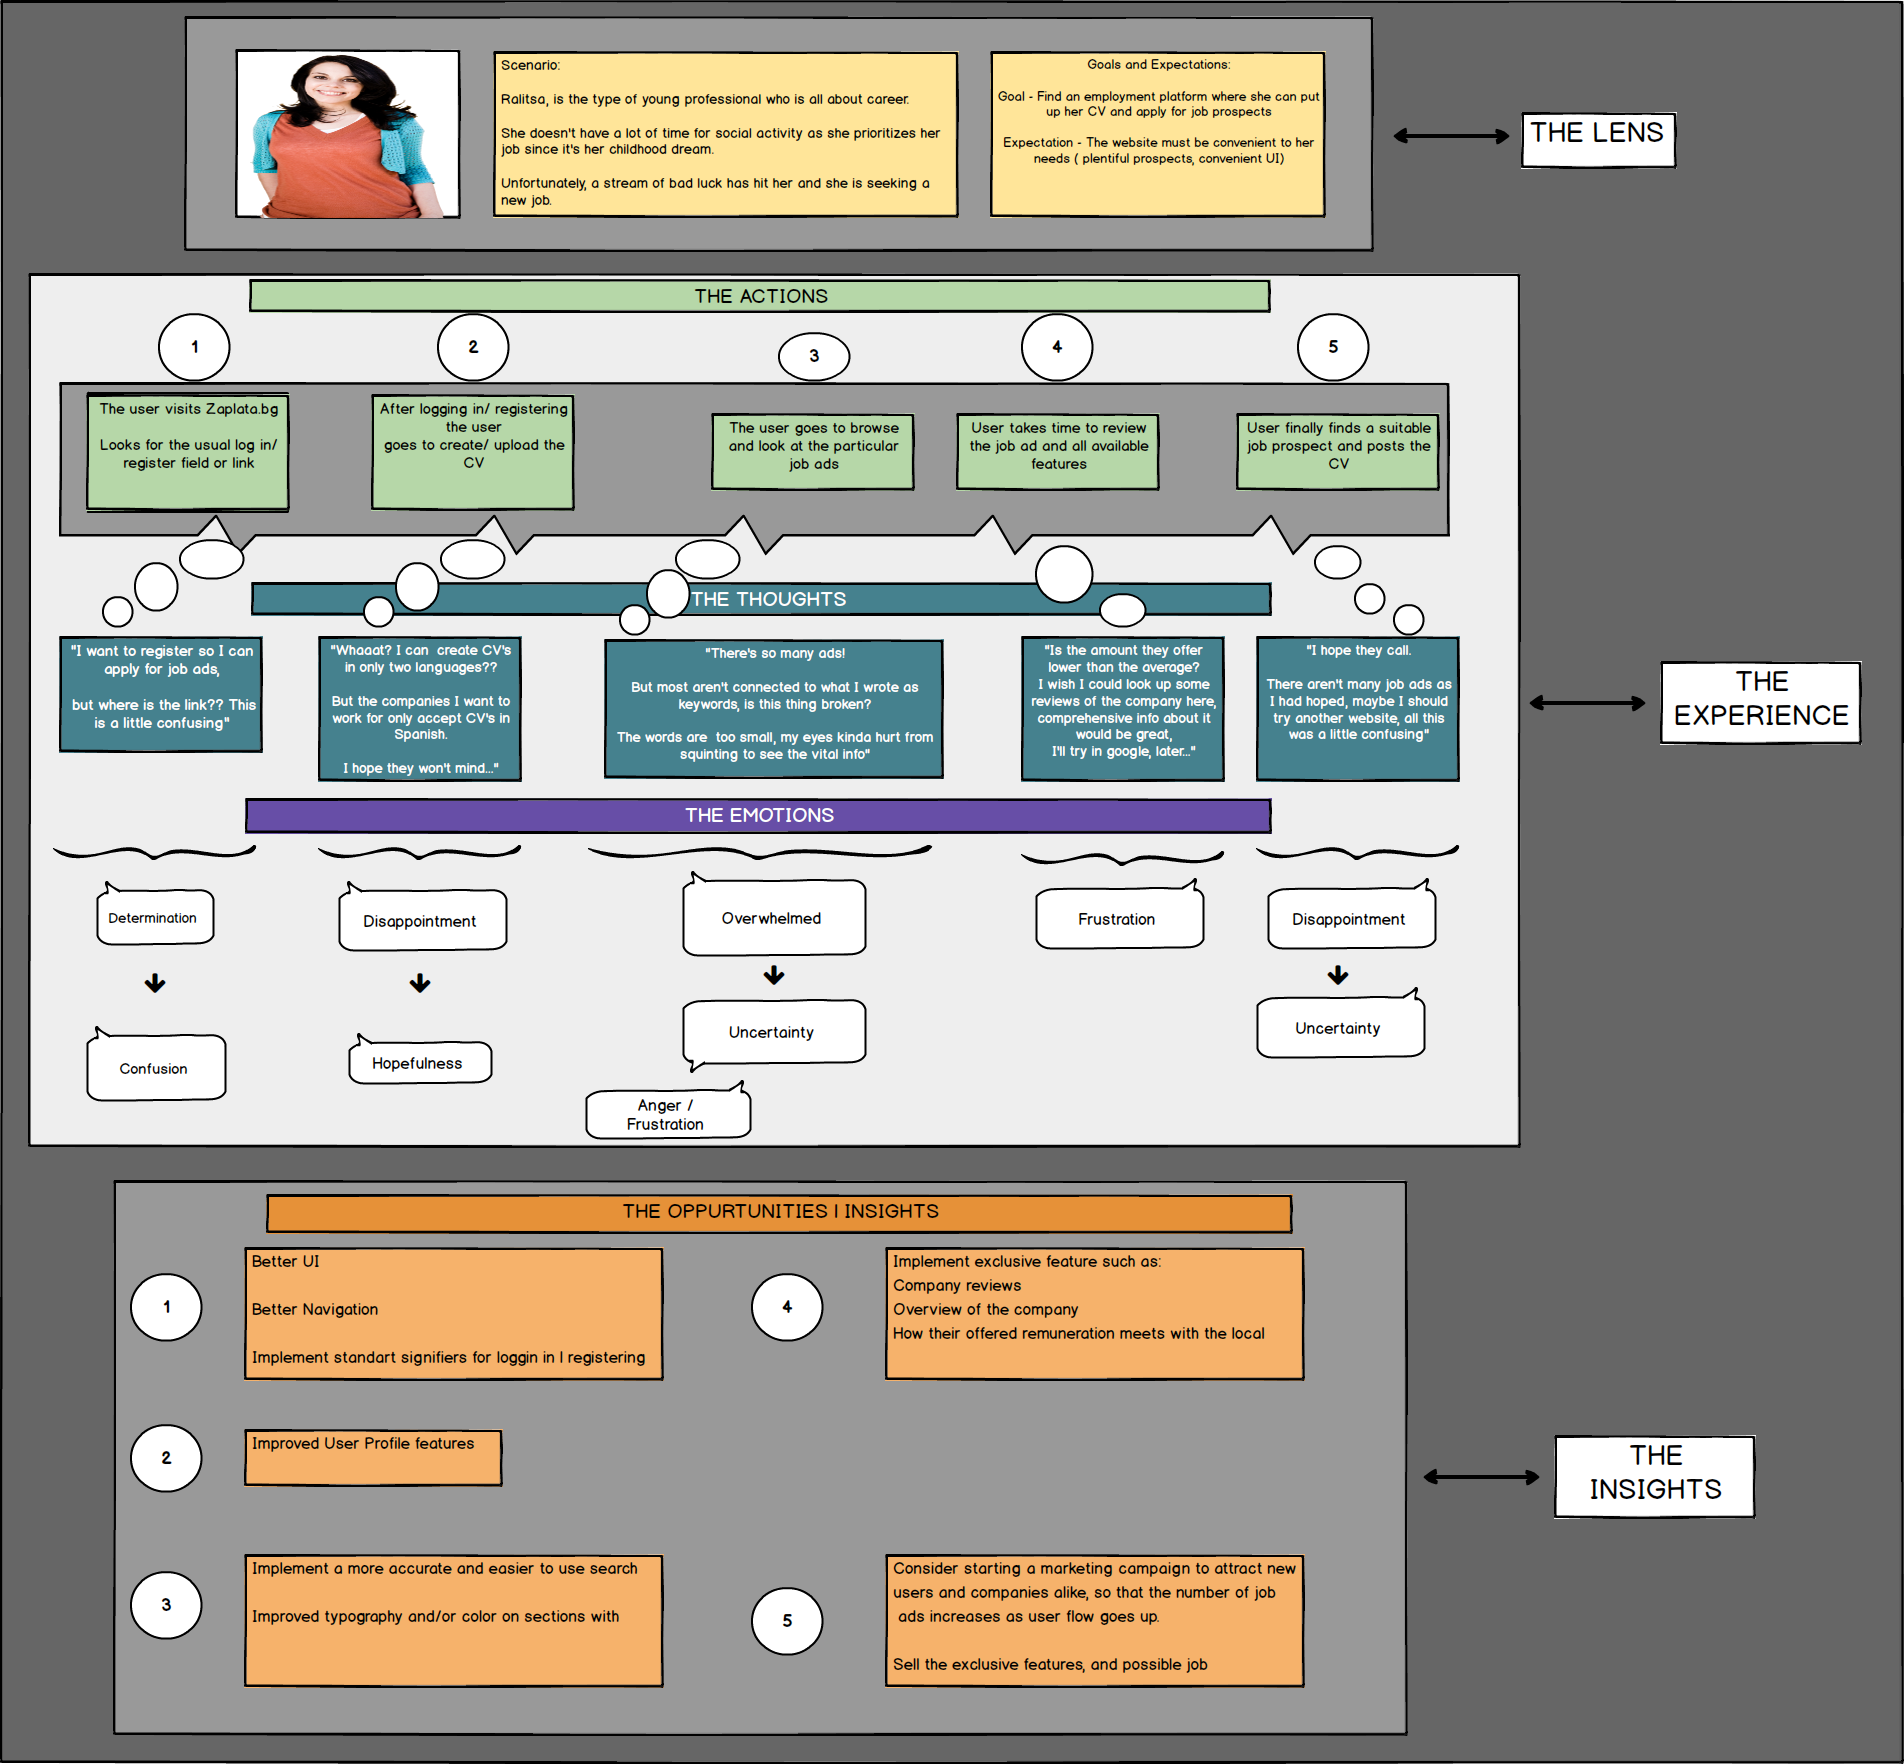 Scenario:
Ralitsa, is the type of young professional who is all about career.
She doesn't have a lot of time for social activity as she prioritizes her
job since it's her childhood dream.
Unfortunately, a stream of bad luck has hit her and she is seeking a
new job.
Goals and Expectations:
Goal - Find an employment platform where she can put
up her CV and apply for job prospects
Expectation - The website must be convenient to her
needs ( plentiful prospects, convenient UI)
THE LENS
THE ACTIONS
1
2
3
4
5
The user visits Zaplata.bg
Looks for the usual log in/
register field or link
After logging in/ registering
the user
goes to create/ upload the
CV
The user goes to browse
and look at the particular
job ads
User takes time to review
the job ad and all available
features
User finally finds a suitable
job prospect and posts the
CV
THE THOUGHTS
"I want to register so I can
apply for job ads,
but where is the link?? This
is a little confusing"
"Whaaat? I can create CV's
in only two languages??
But the companies I want to
work for only accept CV's in
Spanish.
I hope they won't mind..."
"There's so many ads!
But most aren't connected to what I wrote as
keywords, is this thing broken?
The words are too small, my eyes kinda hurt from
squinting to see the vital info"
"Is the amount they offer
lower than the average?
I wish I could look up some
reviews of the company here,
comprehensive info about it
would be great,
I'll try in google, later..."
"I hope they call.
There aren't many job ads as
I had hoped, maybe I should
try another website, all this
was a little confusing"
THE
EXPERIENCE
THE EMOTIONS
Determination
Confusion
Disappointment
Hopefulness
Overwhelmed
Uncertainty
Anger /
Frustration
Frustration
Disappointment
Uncertainty
THE OPPURTUNITIES | INSIGHTS
1
Better UI
Better Navigation
Implement standart signifiers for loggin in | registering
2
Improved User Profile features
3
Implement a more accurate and easier to use search
Improved typography and/or color on sections with
4
Implement exclusive feature such as:
Company reviews
Overview of the company
How their offered remuneration meets with the local
5
Consider starting a marketing campaign to attract new
users and companies alike, so that the number of job
ads increases as user flow goes up.
Sell the exclusive features, and possible job
THE
INSIGHTS